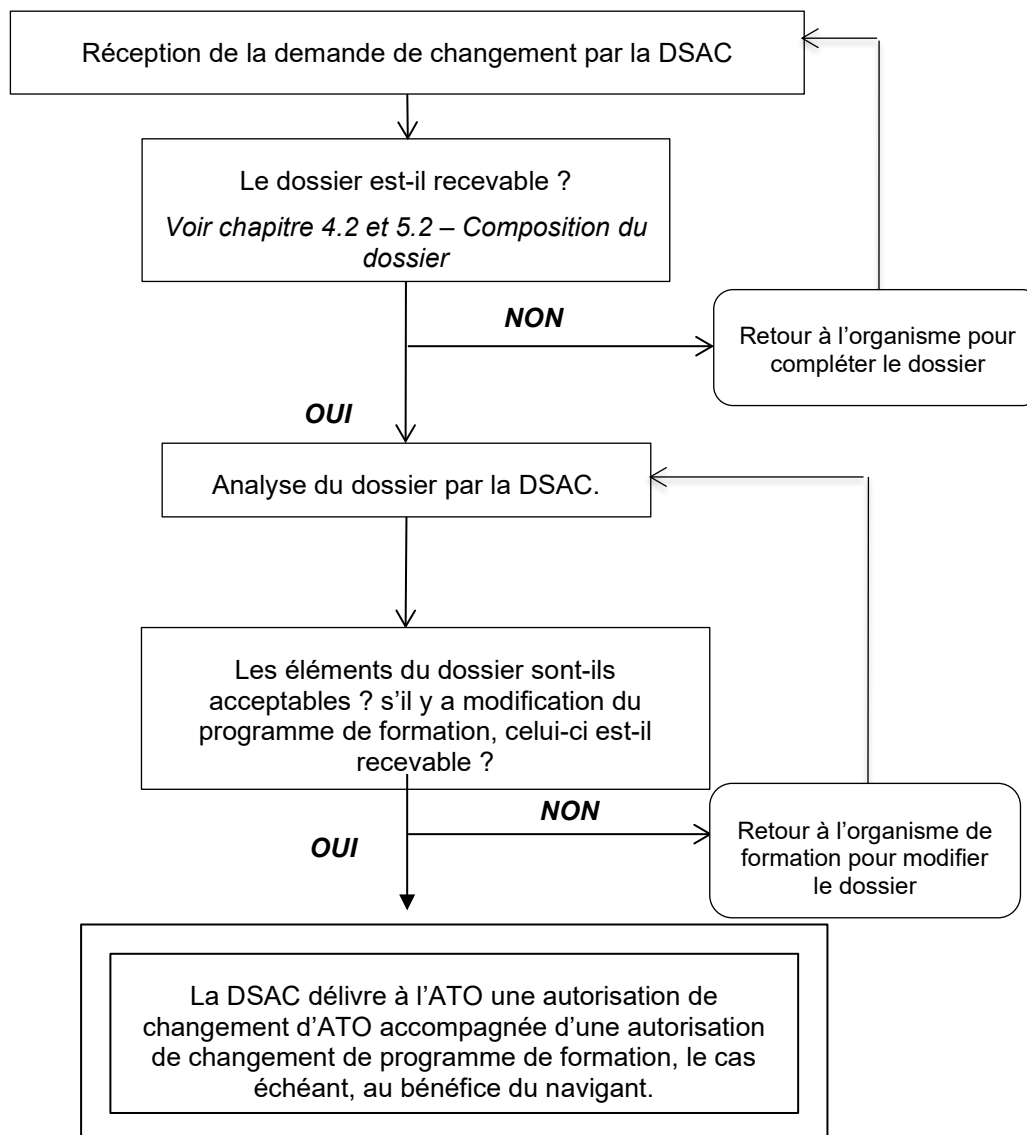 Réception de la demande de changement par la DSAC
Le dossier est-il recevable ?
Voir chapitre 4.2 et 5.2 – Composition du
dossier
NON
Retour à l’organisme pour
compléter le dossier
OUI
Analyse du dossier par la DSAC.
Les éléments du dossier sont-ils
acceptables ? s’il y a modification du
programme de formation, celui-ci est-il
recevable ?
NON
OUI
Retour à l’organisme de
formation pour modifier
le dossier
La DSAC délivre à l’ATO une autorisation de
changement d’ATO accompagnée d’une autorisation
de changement de programme de formation, le cas
échéant, au bénéfice du navigant.